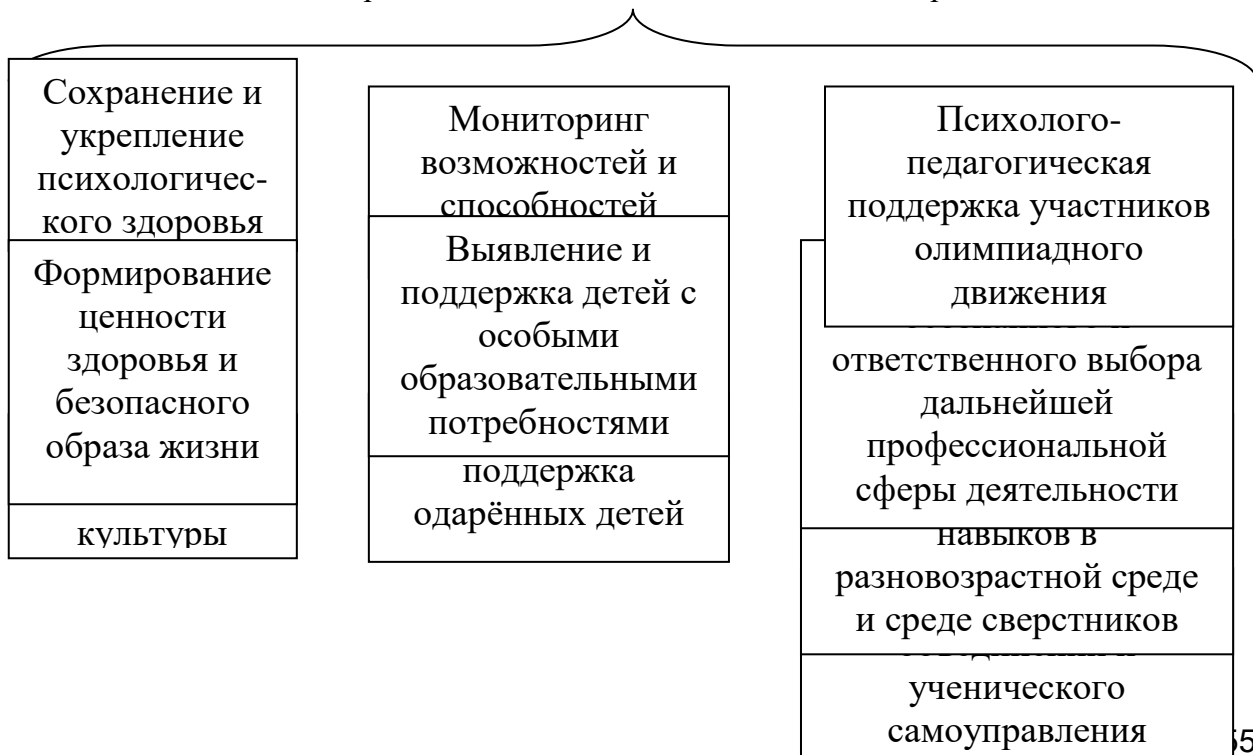 Сохранение и
укрепление
психологичес-
кого здоровья
Формирование
ценности
здоровья и
безопасного
образа жизни
культуры
Мониторинг
возможностей и
способностей
Выявление и
поддержка детей с
особыми
образовательными
потребностями
поддержка
одарённых детей
Психолого-
педагогическая
поддержка участников
олимпиадного
движения
ответственного выбора
дальнейшей
профессиональной
сферы деятельности
навыков в
разновозрастной среде
и среде сверстников
ученического
самоуправления